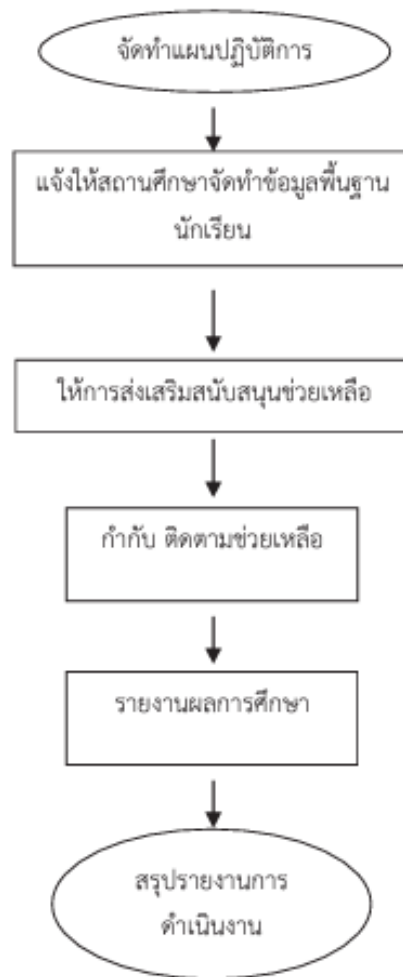 จัดทำแผนปฏิบัติการ
แจ้งให้สถานศึกษาจัดทำข้อมูลพื้นฐาน
นักเรียน
ให้การส่งเสริมสนับสนุนช่วยเหลือ
กำกับ ติดตามช่วยเหลือ
รายงานผลการศึกษา
สรุปรายงานการ
ดำเนินงาน